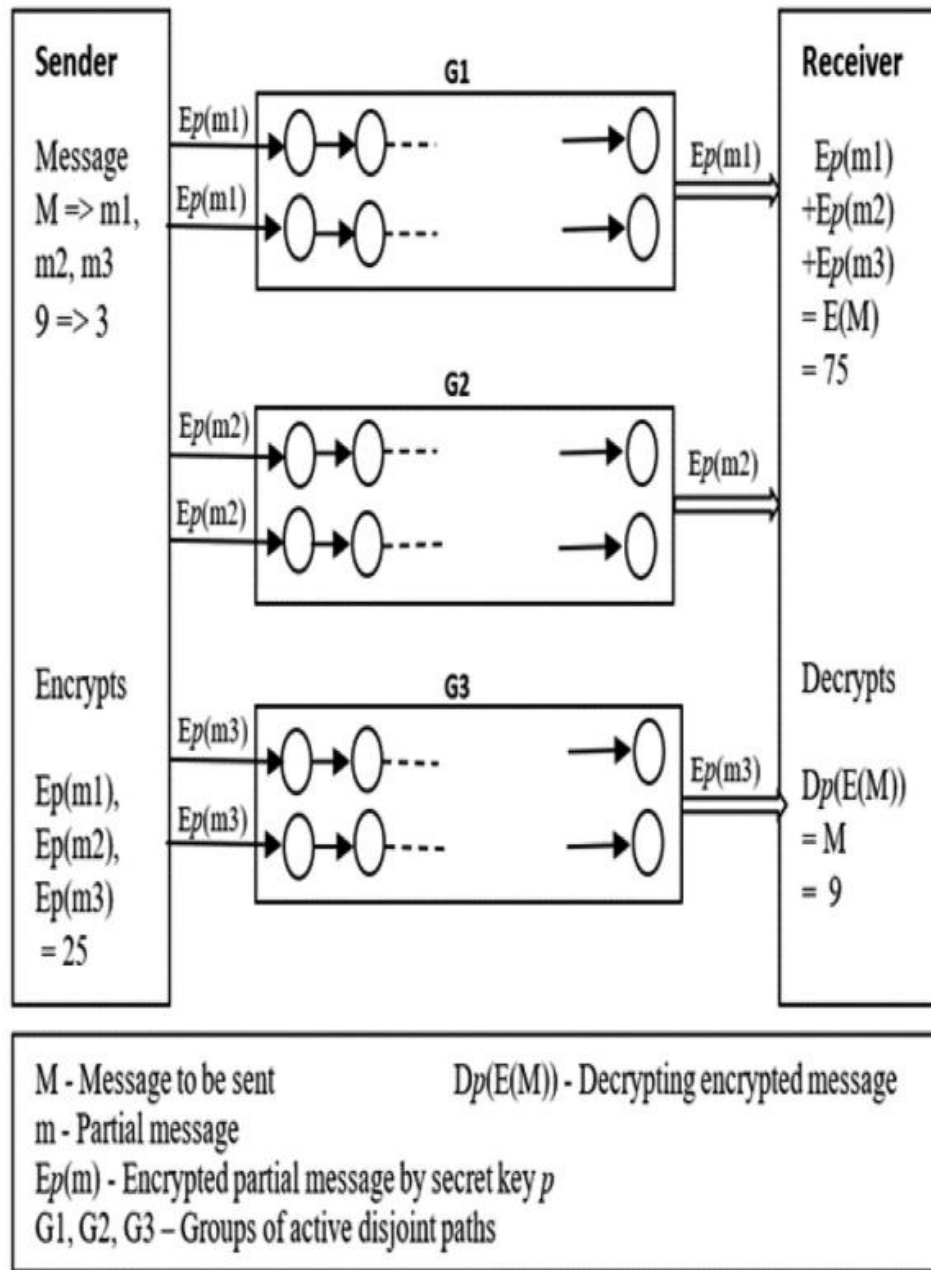 Sender
Message
M => m1,
m2, m3
9 => 3
Encrypts
Ep(m1),
Ep(m2),
Ep(m3)
= 25
G1
Ep(m1)
Ep(m1)
Ep(m1)
G2
Ep(m2)
Ep(m2)
Ep(m2)
G3
Ep(m3)
Ep(m3)
Ep(m3)
Receiver
Ep(m1)
+Ep(m2)
+Ep(m3)
= E(M)
= 75
Decrypts
Dp(E(M))
= M
= 9
M - Message to be sent Dp(E(M)) - Decrypting encrypted message
m - Partial message
Ep(m) - Encrypted partial message by secret key p
G1, G2, G3 – Groups of active disjoint paths